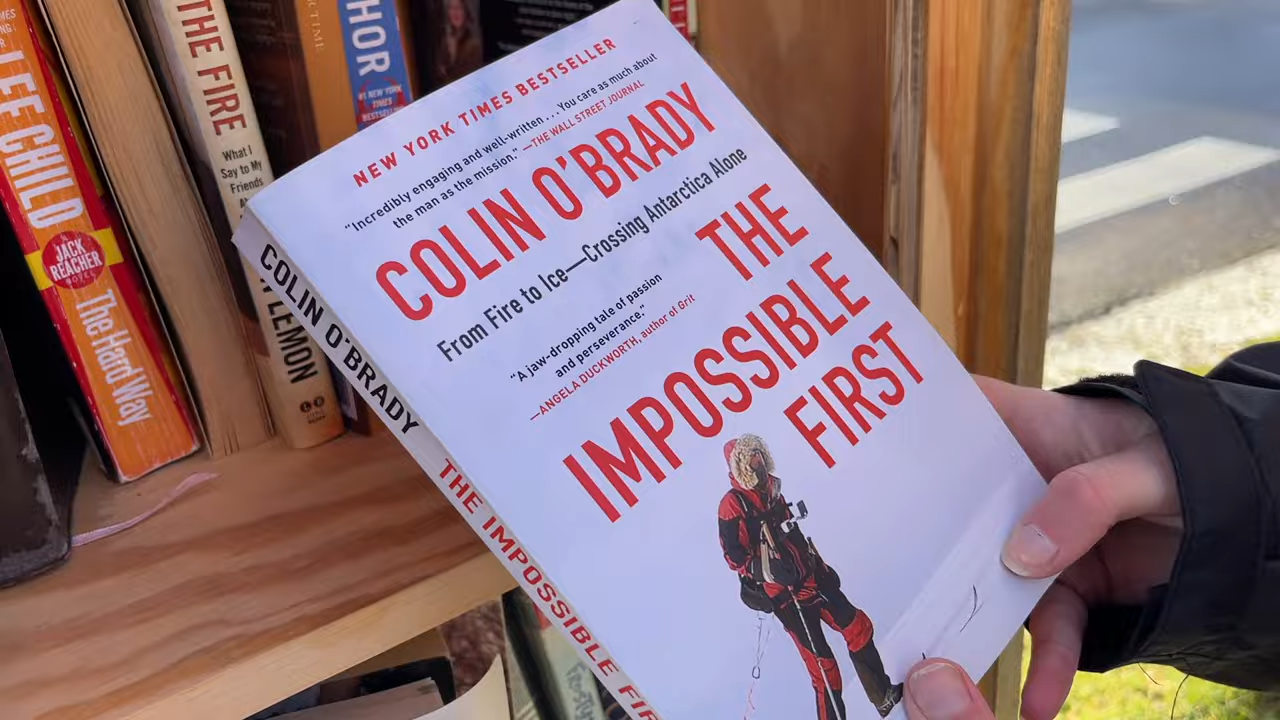 NEW YORK TIMES BESTSELLER
"Incredibly engaging and well-written . . . You care as much about
the man as the mission." —THE WALL STREET JOURNAL
COLIN O'BRADY
From Fire to Ice—Crossing Antarctica Alone
THE
IMPOSSIBLE
FIRST
"A jaw-dropping tale of passion
and perseverance."
—ANGELA DUCKWORTH, author of Grit
COLIN O'BRADY
THE IMPOSSIBLE
LEE CHILD
JACK
REACHER
The Hard Way
THE FIRE
What I
Say to My
Friends
LEMON
THOR
#1 NEW YORK
TIMES